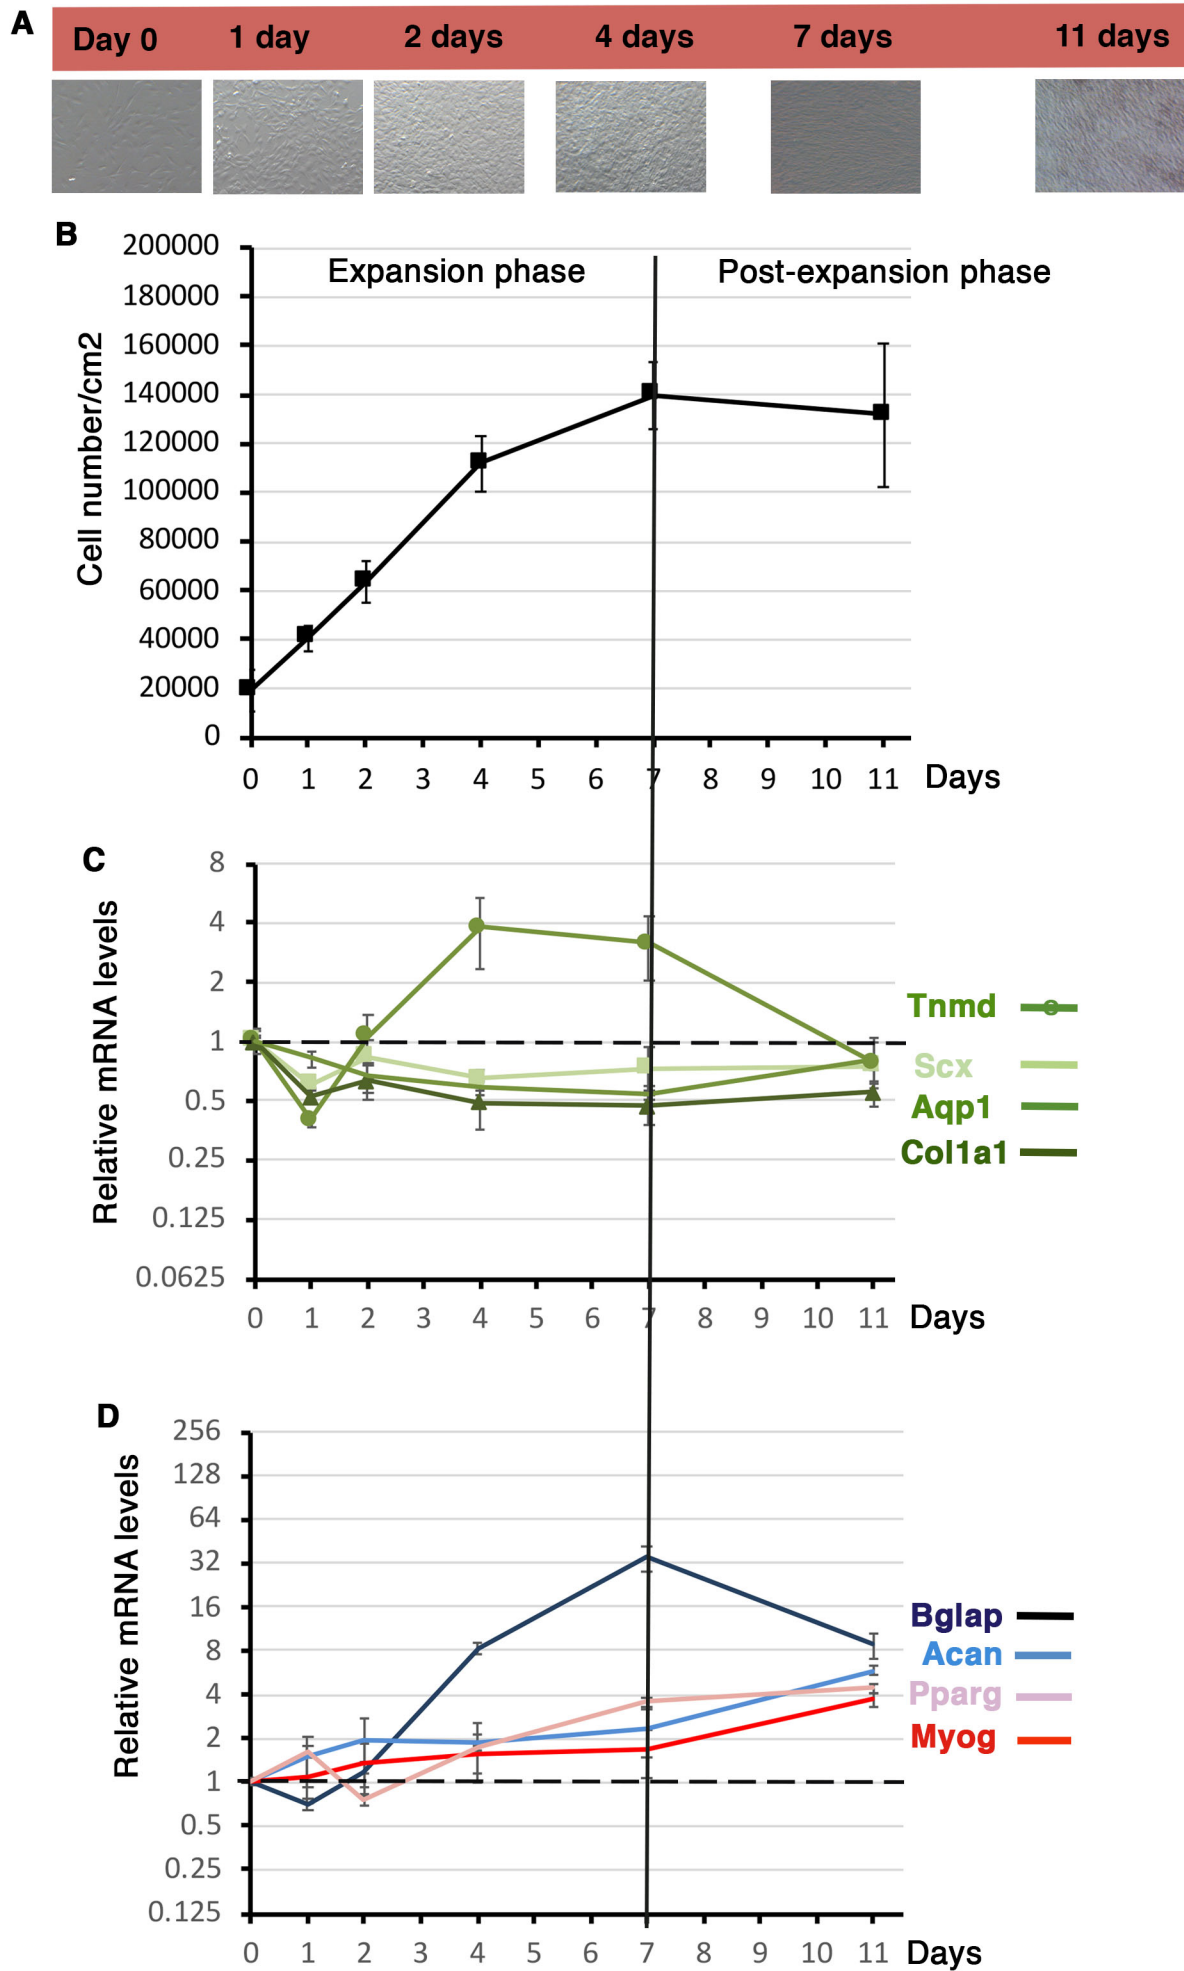 A
Day 0 1 day 2 days 4 days 7 days 11 days
B
Expansion phase Post-expansion phase
Cell number/cm2
200000
180000
160000
140000
120000
100000
80000
60000
40000
20000
0
0 1 2 3 4 5 6 7 8 9 10 11 Days
C
Relative mRNA levels
8
4
2
1
0.5
0.25
0.125
0.0625
Tnmd
Scx
Aqp1
Col1a1
0 1 2 3 4 5 6 7 8 9 10 11 Days
D
Relative mRNA levels
256
128
64
32
16
8
4
2
1
0.5
0.25
0.125
Bglap
Acan
Pparg
Myog
0 1 2 3 4 5 6 7 8 9 10 11 Days